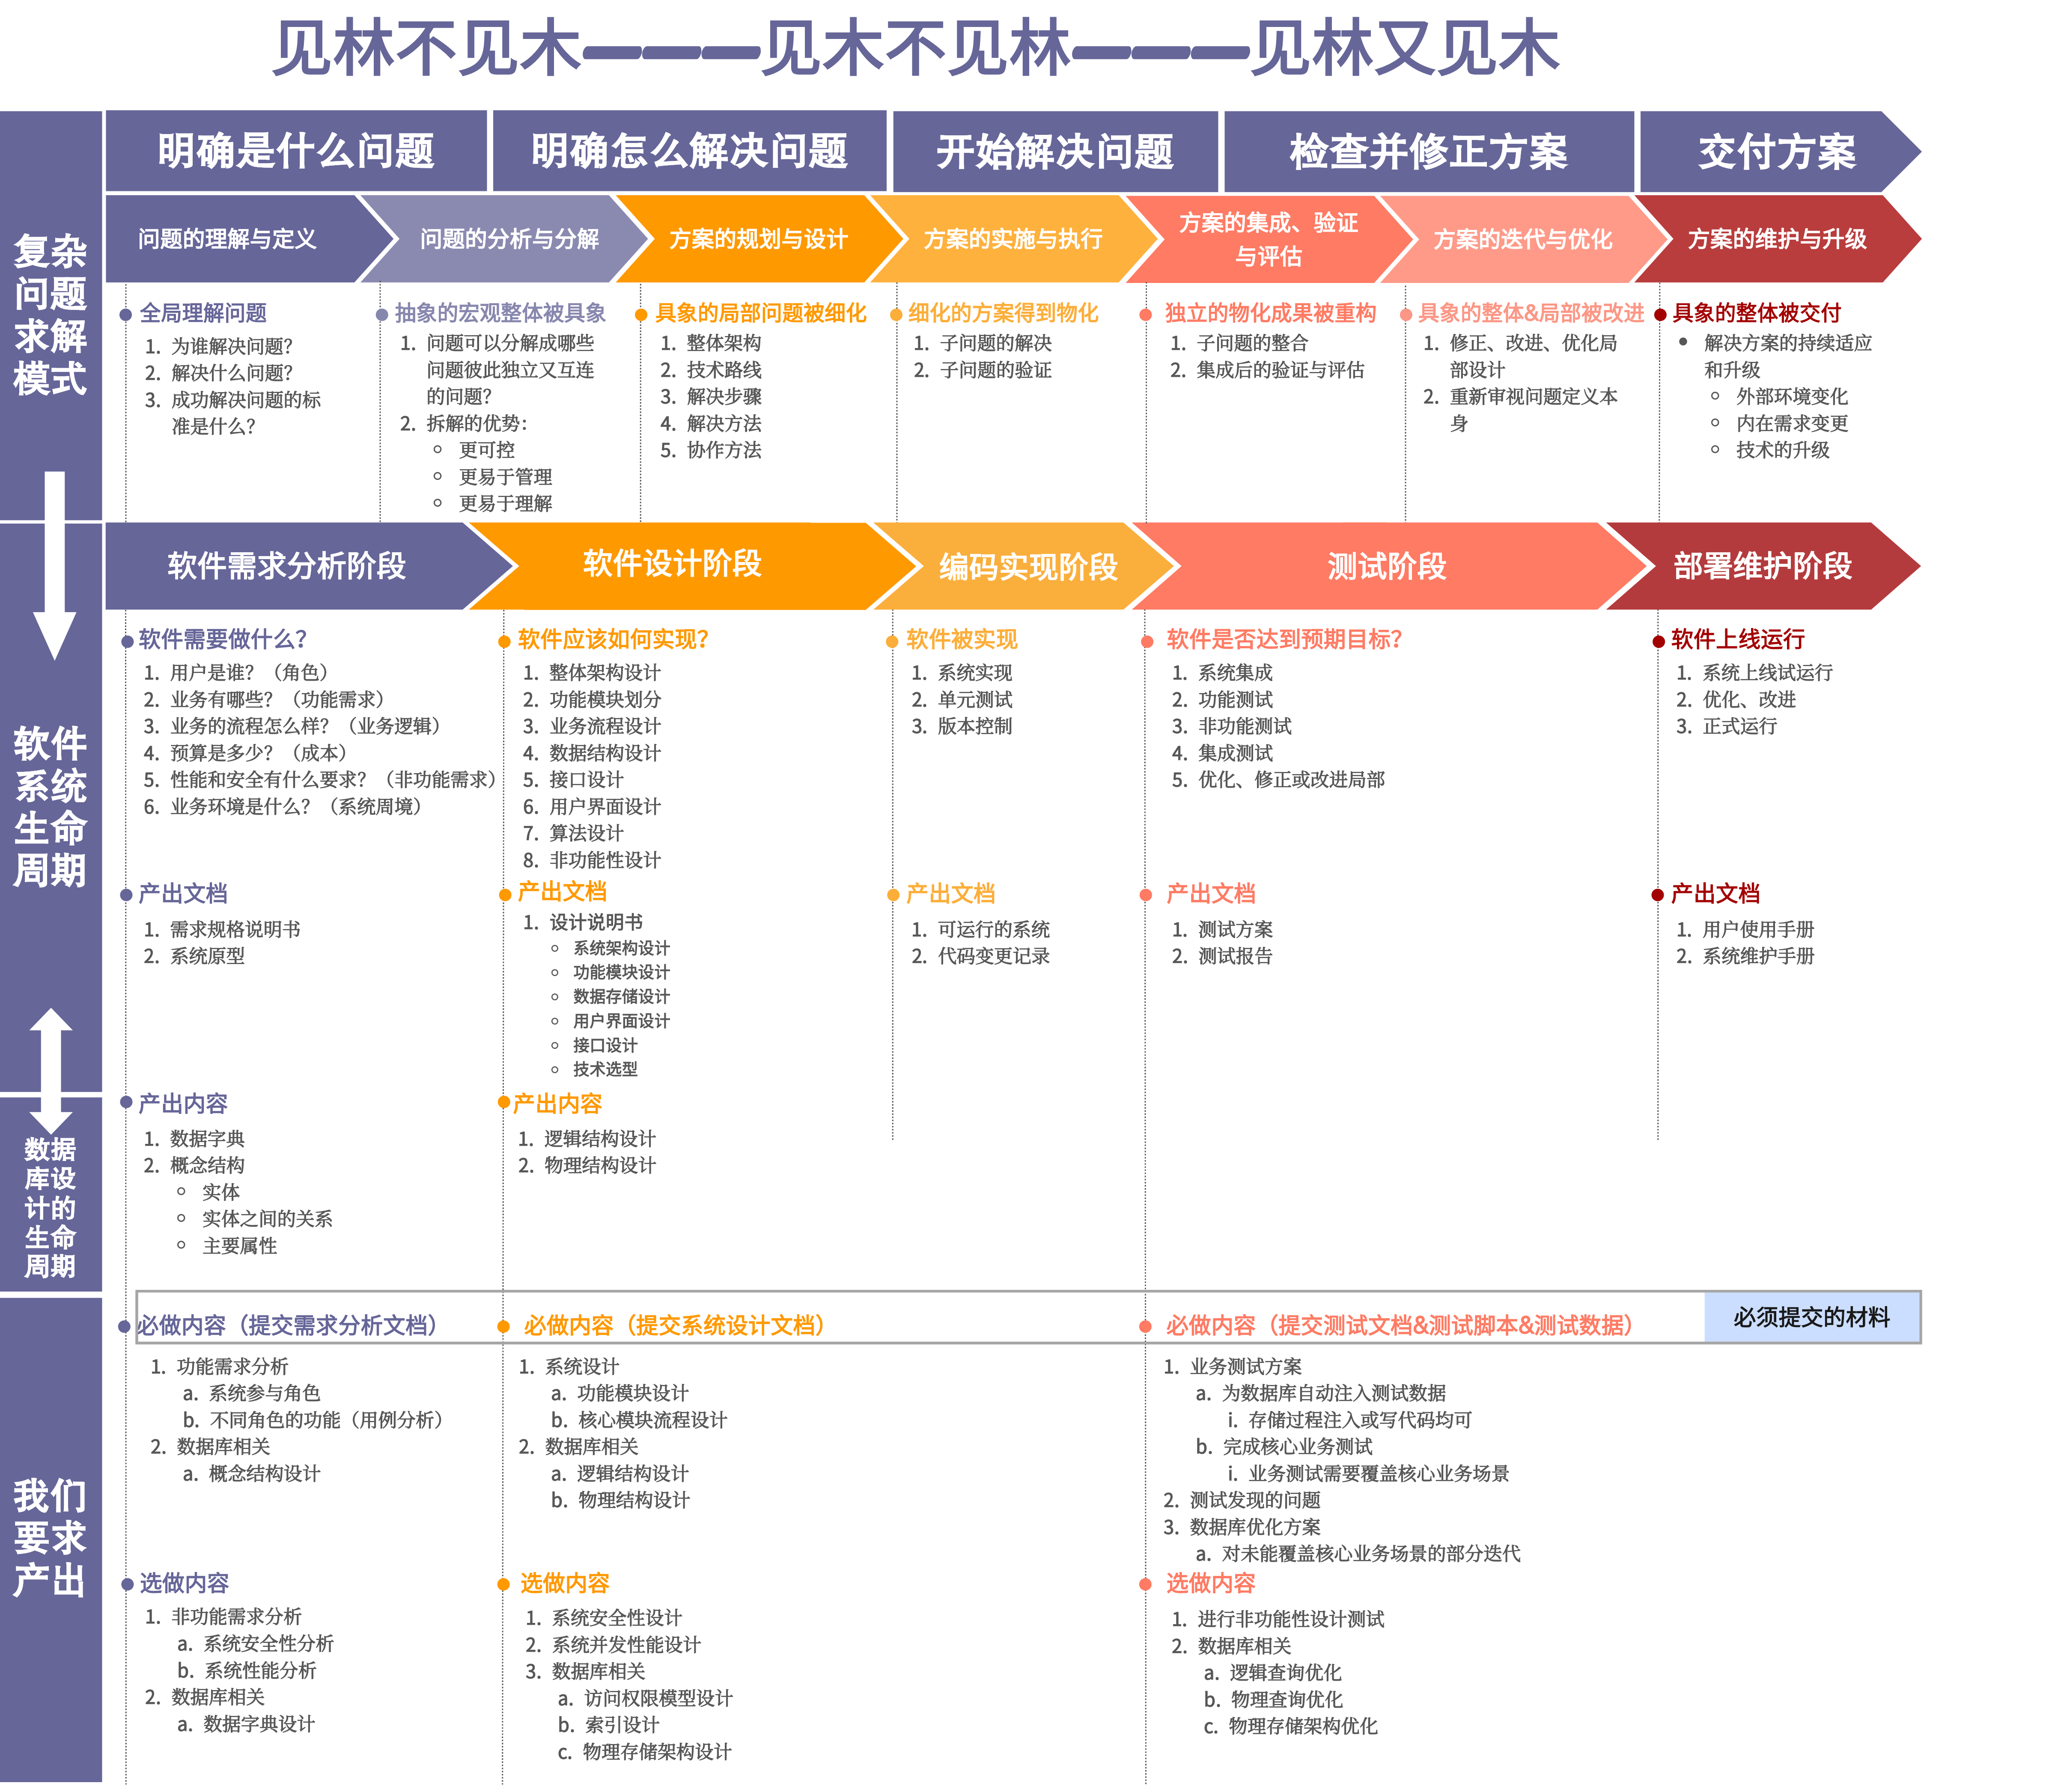 见林不见木———见木不见林———见林又见木
明确是什么问题
明确怎么解决问题
开始解决问题
检查并修正方案
交付方案
复杂
问题
求解
模式
问题的理解与定义
问题的分析与分解
方案的规划与设计
方案的实施与执行
方案的集成、验证
与评估
方案的迭代与优化
方案的维护与升级
全局理解问题
1. 为谁解决问题？
2. 解决什么问题？
3. 成功解决问题的标
准是什么？
抽象的宏观整体被具象
1. 问题可以分解成哪些
问题彼此独立又互连
的问题？
2. 拆解的优势：
更可控
更易于管理
更易于理解
具象的局部问题被细化
1. 整体架构
2. 技术路线
3. 解决步骤
4. 解决方法
5. 协作方法
细化的方案得到物化
1. 子问题的解决
2. 子问题的验证
独立的物化成果被重构
1. 子问题的整合
2. 集成后的验证与评估
具象的整体&局部被改进
1. 修正、改进、优化局
部设计
2. 重新审视问题定义本
身
具象的整体被交付
解决方案的持续适应
和升级
外部环境变化
内在需求变更
技术的升级
软件
系统
生命
周期
软件需求分析阶段
软件设计阶段
编码实现阶段
测试阶段
部署维护阶段
软件需要做什么？
1. 用户是谁？（角色）
2. 业务有哪些？（功能需求）
3. 业务的流程怎么样？（业务逻辑）
4. 预算是多少？（成本）
5. 性能和安全有什么要求？（非功能需求）
6. 业务环境是什么？（系统周境）
软件应该如何实现？
1. 整体架构设计
2. 功能模块划分
3. 业务流程设计
4. 数据结构设计
5. 接口设计
6. 用户界面设计
7. 算法设计
8. 非功能性设计
软件被实现
1. 系统实现
2. 单元测试
3. 版本控制
软件是否达到预期目标？
1. 系统集成
2. 功能测试
3. 非功能测试
4. 集成测试
5. 优化、修正或改进局部
软件上线运行
1. 系统上线试运行
2. 优化、改进
3. 正式运行
产出文档
1. 需求规格说明书
2. 系统原型
产出文档
1. 设计说明书
系统架构设计
功能模块设计
数据存储设计
用户界面设计
接口设计
技术选型
产出文档
1. 可运行的系统
2. 代码变更记录
产出文档
1. 测试方案
2. 测试报告
产出文档
1. 用户使用手册
2. 系统维护手册
数据
库设
计的
生命
周期
产出内容
1. 数据字典
2. 概念结构
实体
实体之间的关系
主要属性
产出内容
1. 逻辑结构设计
2. 物理结构设计
我们
要求
产出
必做内容（提交需求分析文档）
必做内容（提交系统设计文档）
必做内容（提交测试文档&测试脚本&测试数据）
必须提交的材料
1. 功能需求分析
a. 系统参与角色
b. 不同角色的功能（用例分析）
2. 数据库相关
a. 概念结构设计
1. 系统设计
a. 功能模块设计
b. 核心模块流程设计
2. 数据库相关
a. 逻辑结构设计
b. 物理结构设计
1. 业务测试方案
a. 为数据库自动注入测试数据
i. 存储过程注入或写代码均可
b. 完成核心业务测试
i. 业务测试需要覆盖核心业务场景
2. 测试发现的问题
3. 数据库优化方案
a. 对未能覆盖核心业务场景的部分迭代
选做内容
1. 非功能需求分析
a. 系统安全性分析
b. 系统性能分析
2. 数据库相关
a. 数据字典设计
选做内容
1. 系统安全性设计
2. 系统并发性能设计
3. 数据库相关
a. 访问权限模型设计
b. 索引设计
c. 物理存储架构设计
选做内容
1. 进行非功能性设计测试
2. 数据库相关
a. 逻辑查询优化
b. 物理查询优化
c. 物理存储架构优化